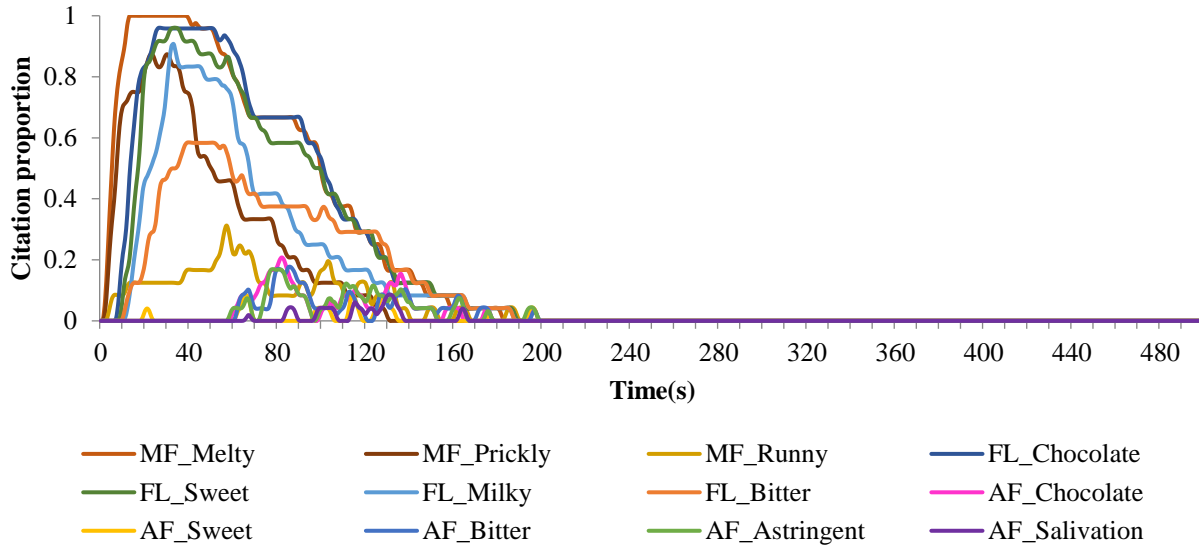 1
0.8
0.6
0.4
0.2
0
Citation proportion
0 40 80 120 160 200 240 280 320 360 400 440 480
Time(s)
MF_Melty MF_Prickly MF_Runny FL_Chocolate
FL_Sweet FL_Milky FL_Bitter AF_Chocolate
AF_Sweet AF_Bitter AF_Astringent AF_Salivation